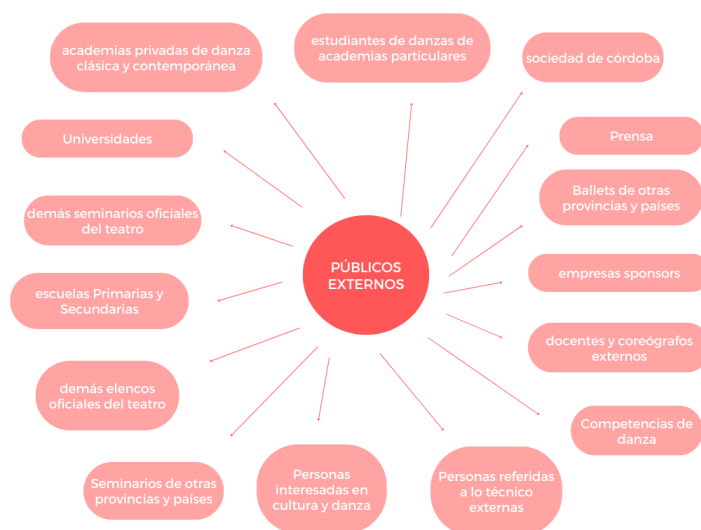 academias privadas de danza
clásica y contemporánea
estudiantes de danzas de
academias particulares
sociedad de córdoba
Universidades
Prensa
demás seminarios oficiales
del teatro
Ballets de otras
provincias y países
PÚBLICOS
EXTERNOS
escuelas Primarias y
Secundarias
empresas sponsors
docentes y coreógrafos
externos
demás elencos
oficiales del teatro
Competencias de
danza
Seminarios de otras
provincias y países
Personas
interesadas en
cultura y danza
Personas referidas
a lo técnico
externas